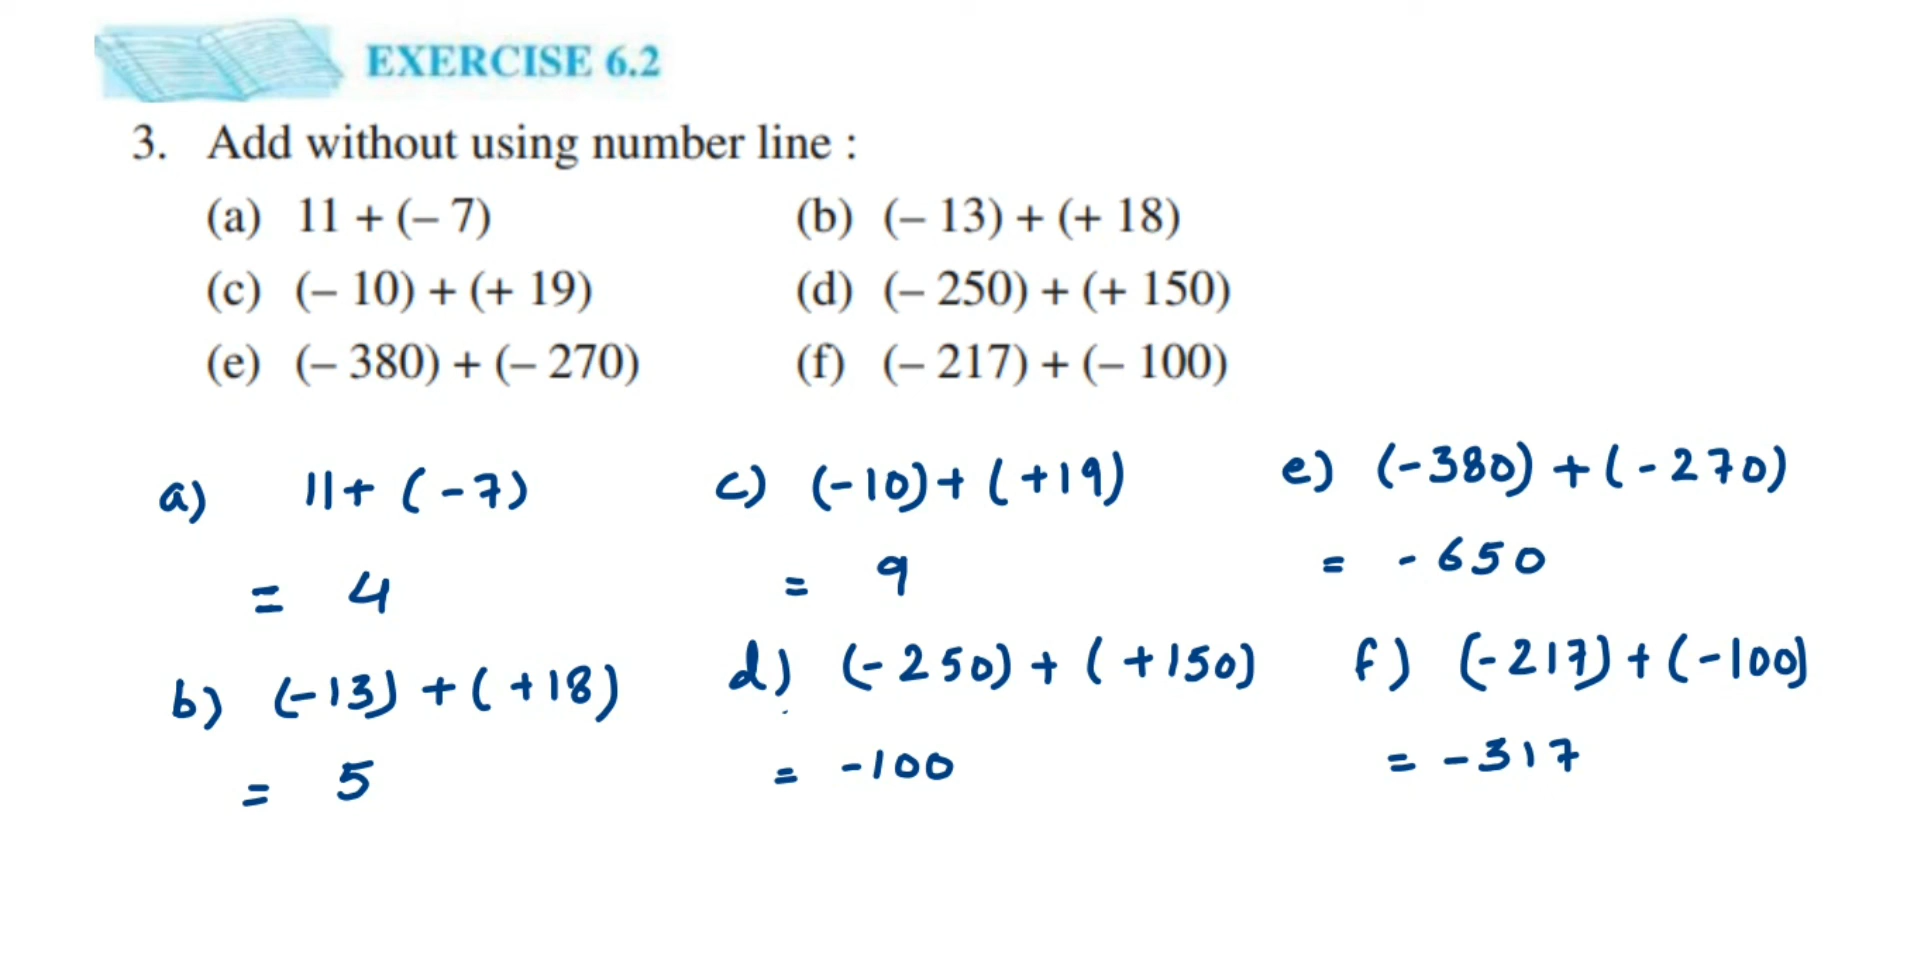 EXERCISE 6.2
3. Add without using number line :
(a) 11 + (– 7) (b) (– 13) + (+ 18)
(c) (– 10) + (+ 19) (d) (– 250) + (+ 150)
(e) (– 380) + (– 270) (f) (– 217) + (– 100)
a) 11 + (-7)
= 4
b) (-13) + (+18)
= 5
c) (-10) + (+19)
= 9
d) (-250) + (+150)
= -100
e) (-380) + (-270)
= -650
f) (-217) + (-100)
= -317